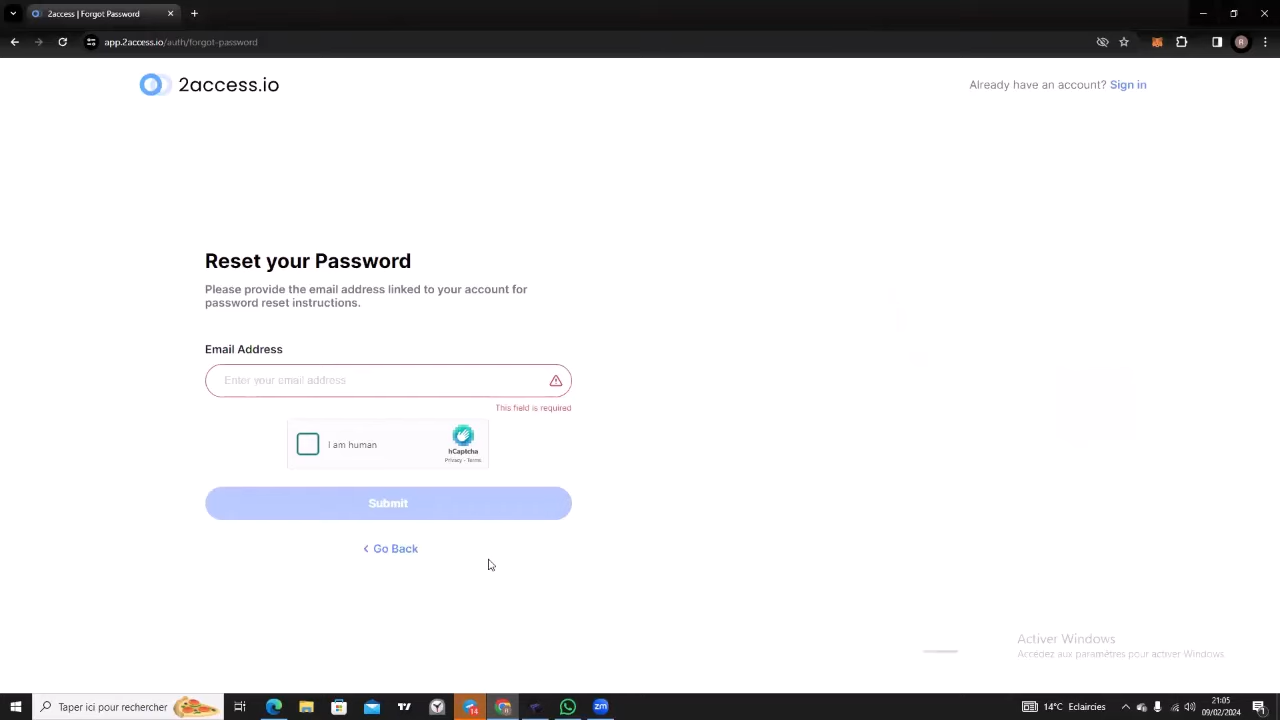 2access.io | Forgot Password
app.2access.io/auth/forgot-password
R
2access.io
Already have an account? Sign in
Reset your Password
Please provide the email address linked to your account for
password reset instructions.
Email Address
Enter your email address
This field is required
I am human
hCaptcha
Privacy - Terms
Submit
Go Back
Activer Windows
Accédez aux paramètres pour activer Windows.
Taper ici pour rechercher
14
zm
14°C Eclaircies
21:05
09/02/2024